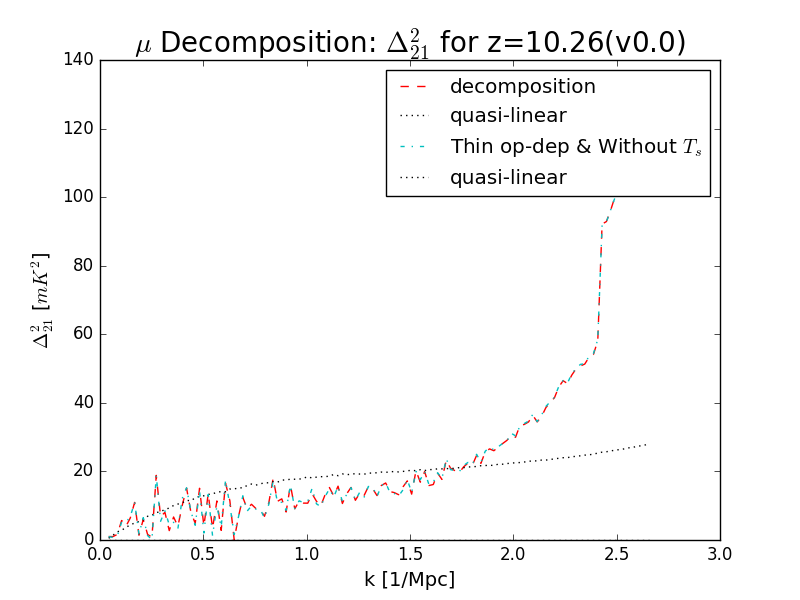 μ Decomposition: Δ²₂₁ for z=10.26(v0.0)
140
120
100
80
60
40
20
0
Δ²₂₁ [mK²]
decomposition
quasi-linear
Thin op-dep & Without Tₛ
quasi-linear
0.0 0.5 1.0 1.5 2.0 2.5 3.0
k [1/Mpc]